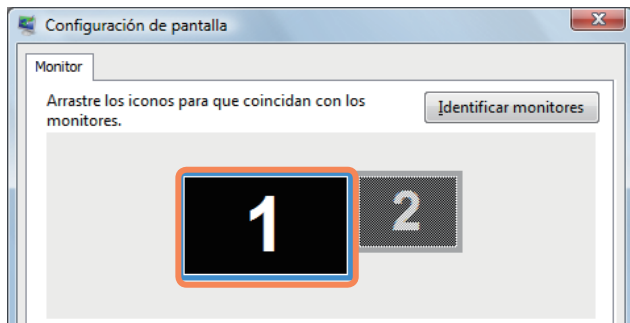 Configuración de pantalla
Monitor
Arrastre los iconos para que coincidan con los
monitores.
Identificar monitores
1
2